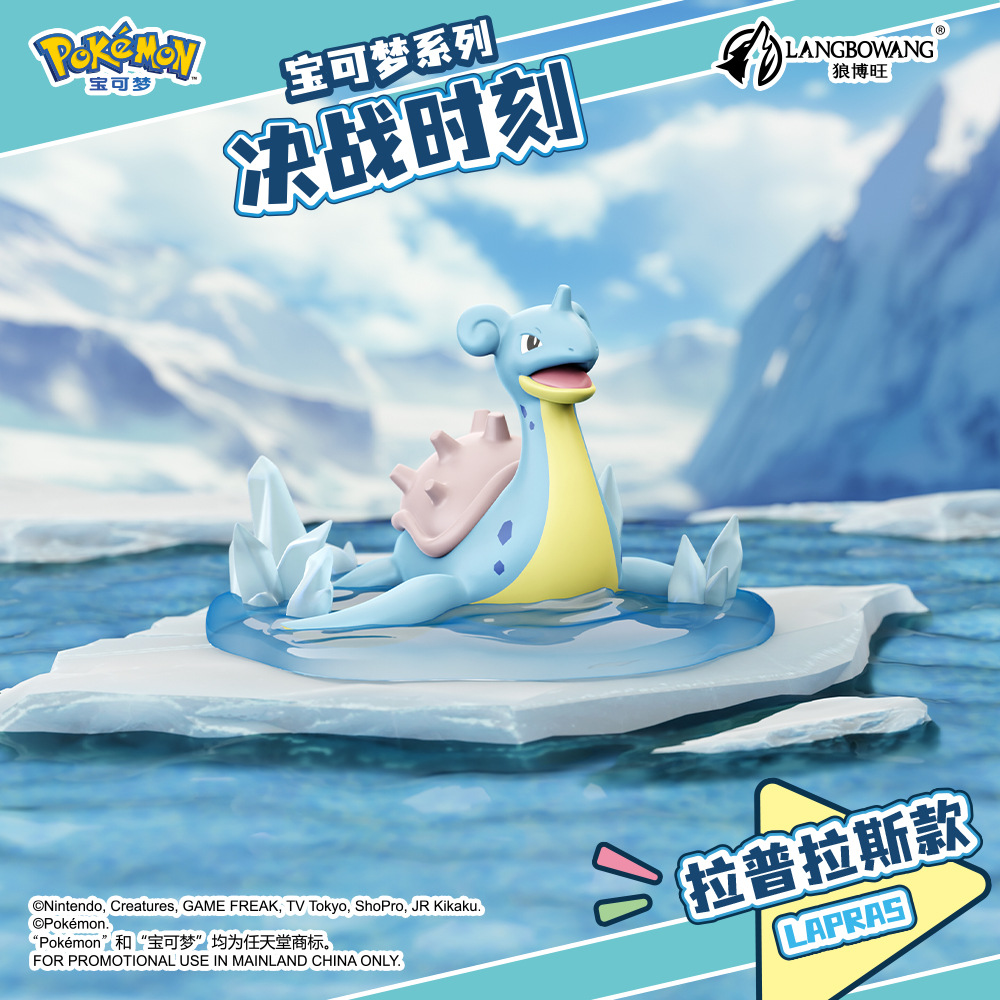 POKéMON
宝可梦
宝可梦系列
决战时刻
LANGBOWANG®
狼博旺
拉普拉斯款
LAPRAS
©Nintendo, Creatures, GAME FREAK, TV Tokyo, ShoPro, JR Kikaku.
©Pokémon.
“Pokémon”和“宝可梦”均为任天堂商标。
FOR PROMOTIONAL USE IN MAINLAND CHINA ONLY.